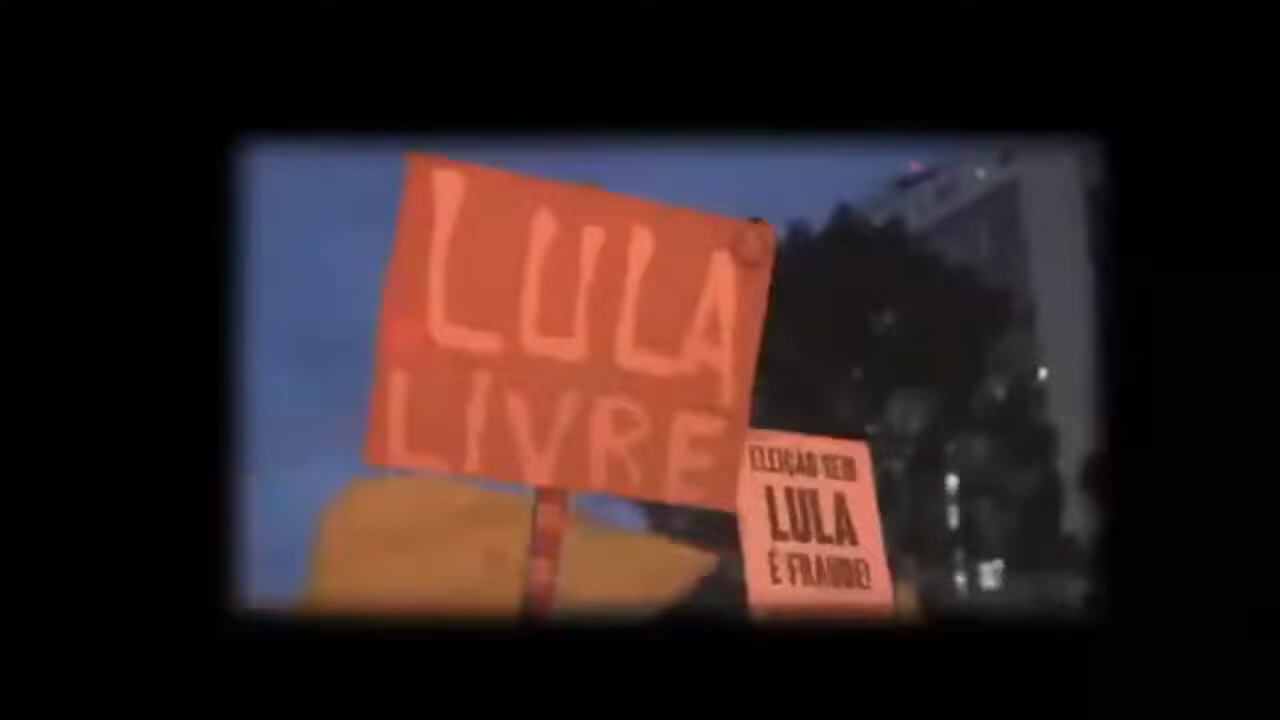 LULA
LIVRE
ELEIÇÃO SEM
LULA
É FRAUDE!